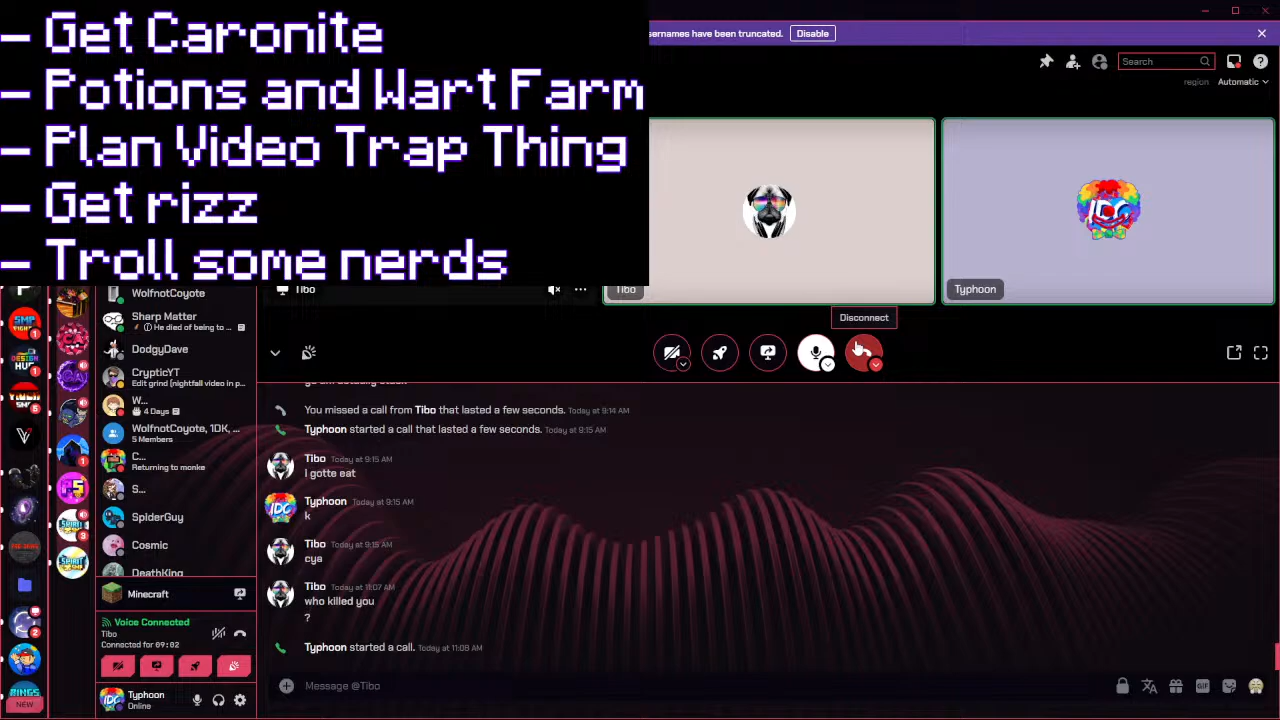 – Get Caronite
– Potions and Wart Farm
– Plan Video Trap Thing
– Get rizz
– Troll some nerds
sernames have been truncated. Disable
Search
region Automatic
Tibo
Tibo
Typhoon
Disconnect
WolfnotCoyote
Sharp Matter
He died of being to ...
DodgyDave
CrypticYT
Edit grind [nightfall video in p...
W...
4 Days
WolfnotCoyote, 1DK, ...
5 Members
C...
Returning to monke
S...
SpiderGuy
Cosmic
DeathKing
Minecraft
Voice Connected
Tibo
Connected for 09:02
Typhoon
Online
NEW
You missed a call from Tibo that lasted a few seconds. Today at 9:14 AM
Typhoon started a call that lasted a few seconds. Today at 9:15 AM
Tibo Today at 9:15 AM
i gotte eat
Typhoon Today at 9:15 AM
k
Tibo Today at 9:15 AM
cya
Tibo Today at 11:07 AM
who killed you
?
Typhoon started a call. Today at 11:08 AM
Message @Tibo
GIF